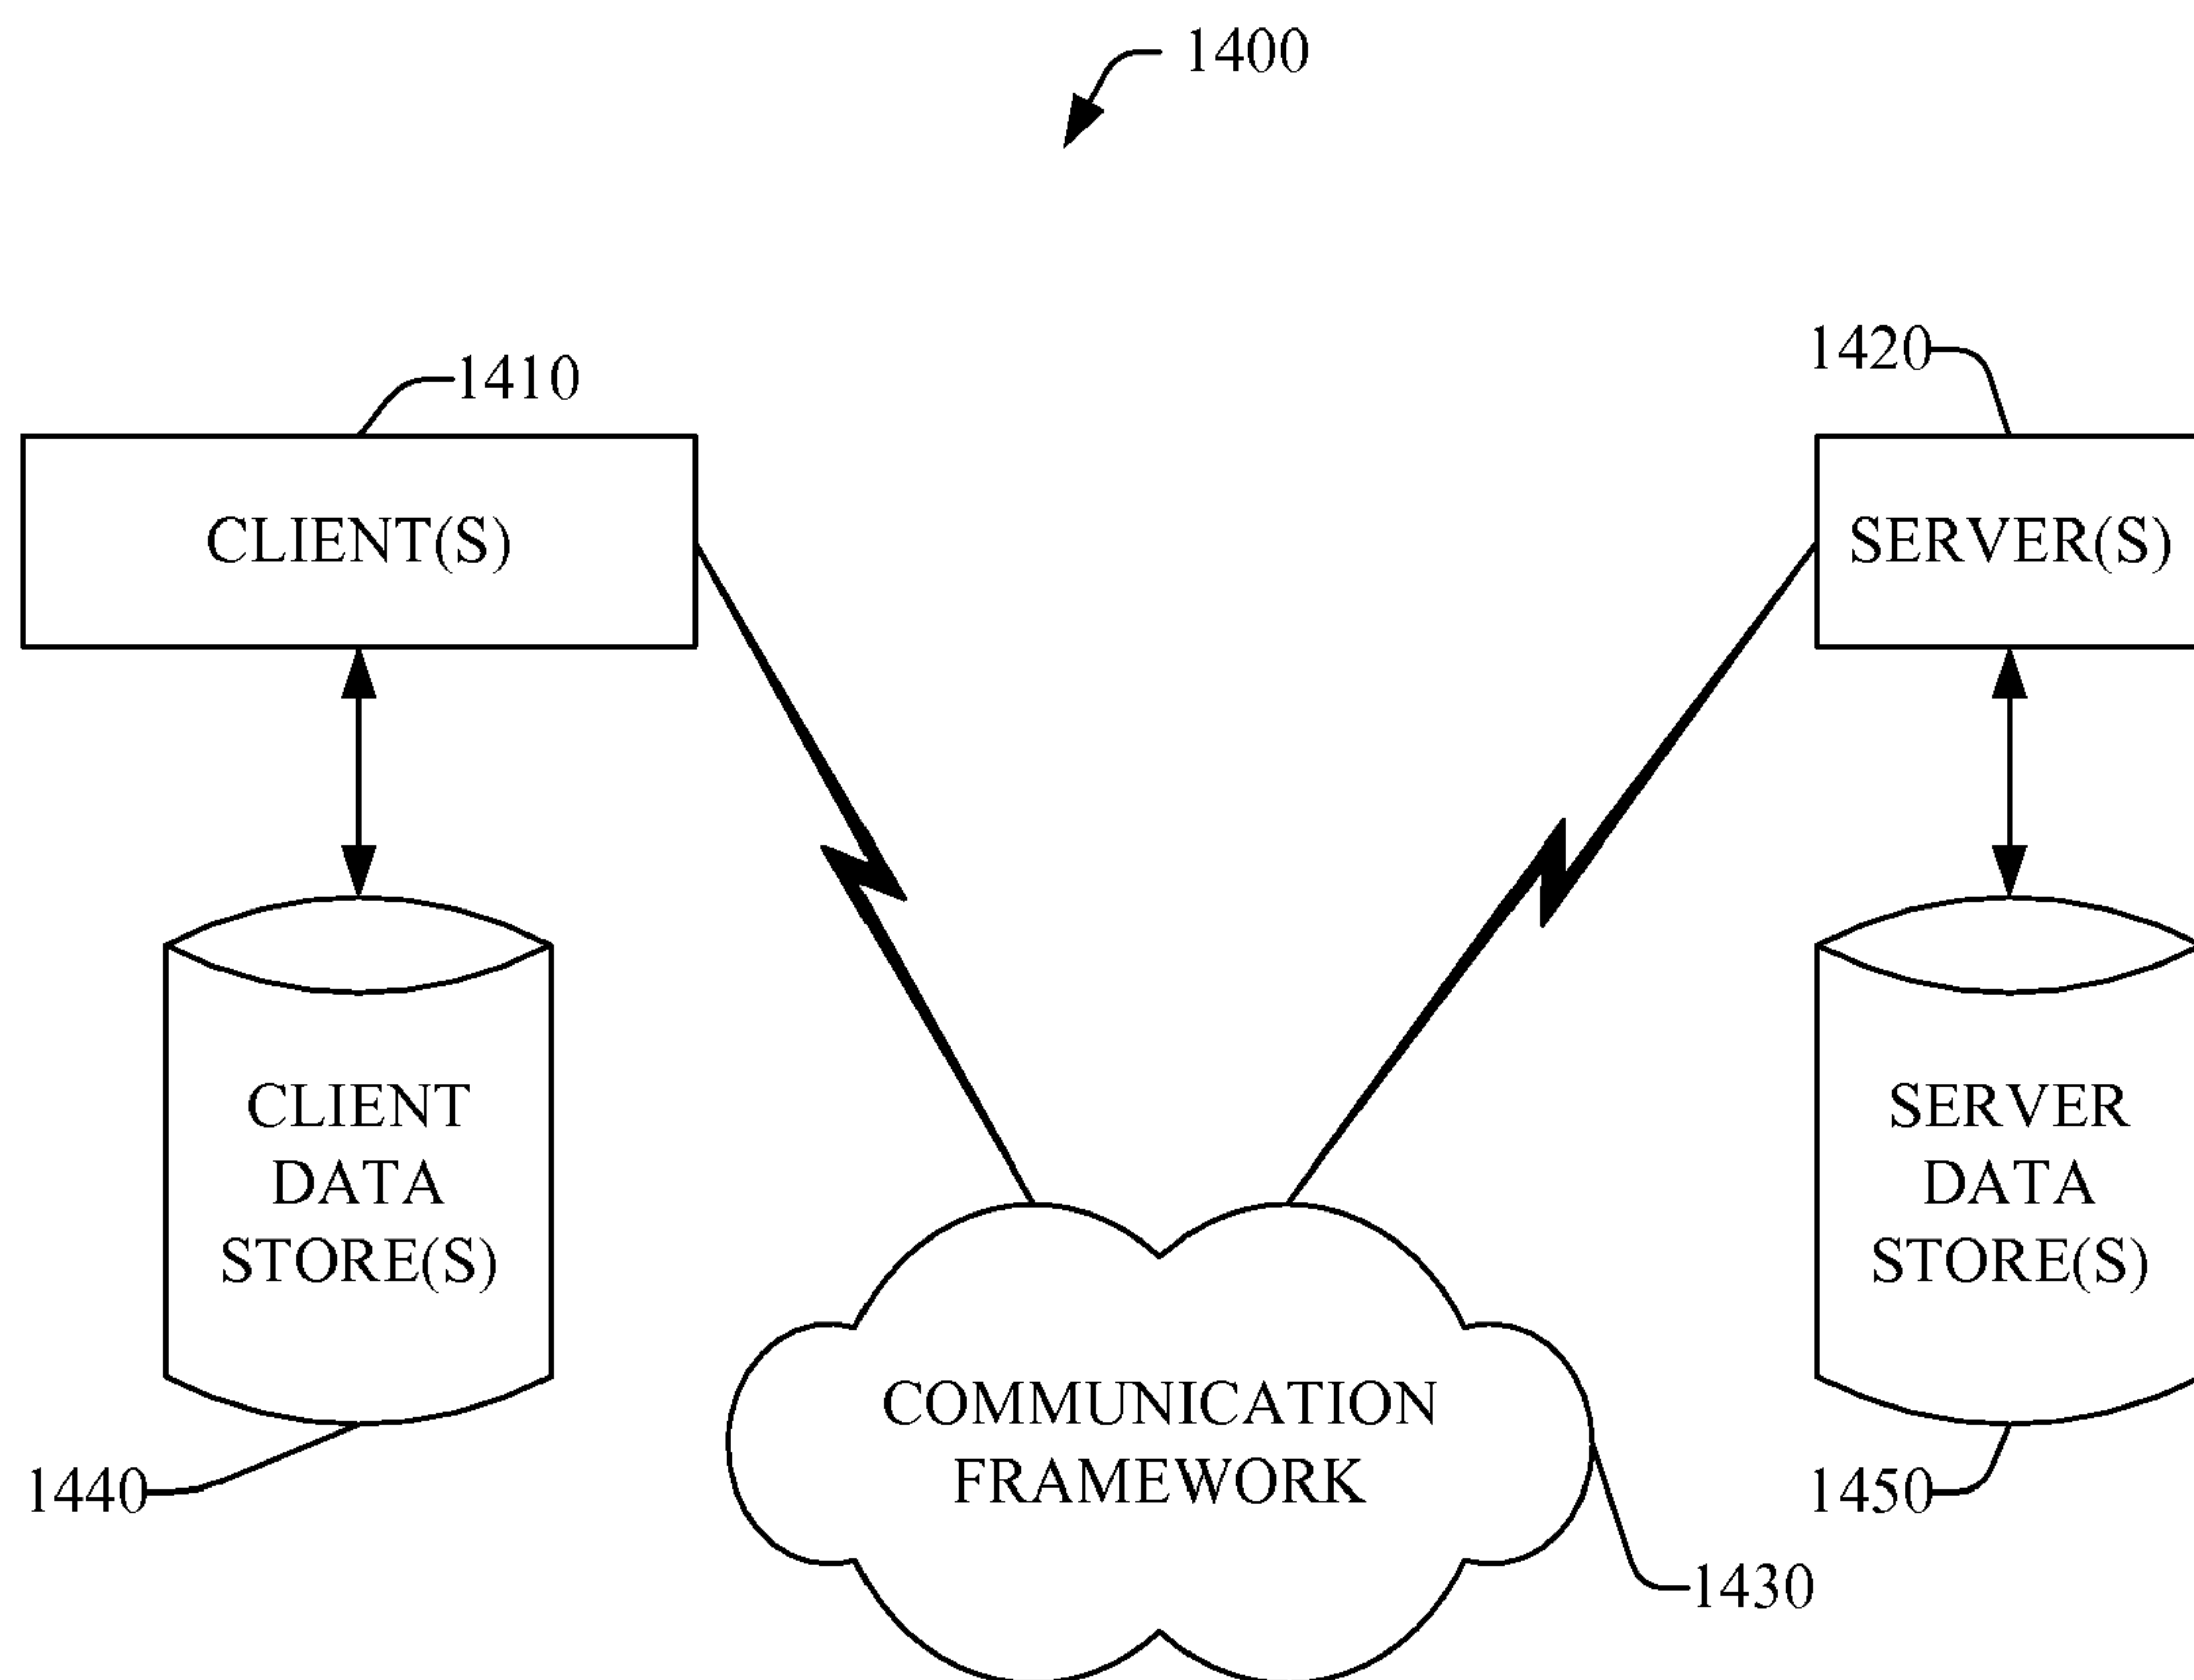 1400
1410
1420
CLIENT(S)
SERVER(S)
CLIENT
DATA
STORE(S)
SERVER
DATA
STORE(S)
COMMUNICATION
FRAMEWORK
1440
1450
1430